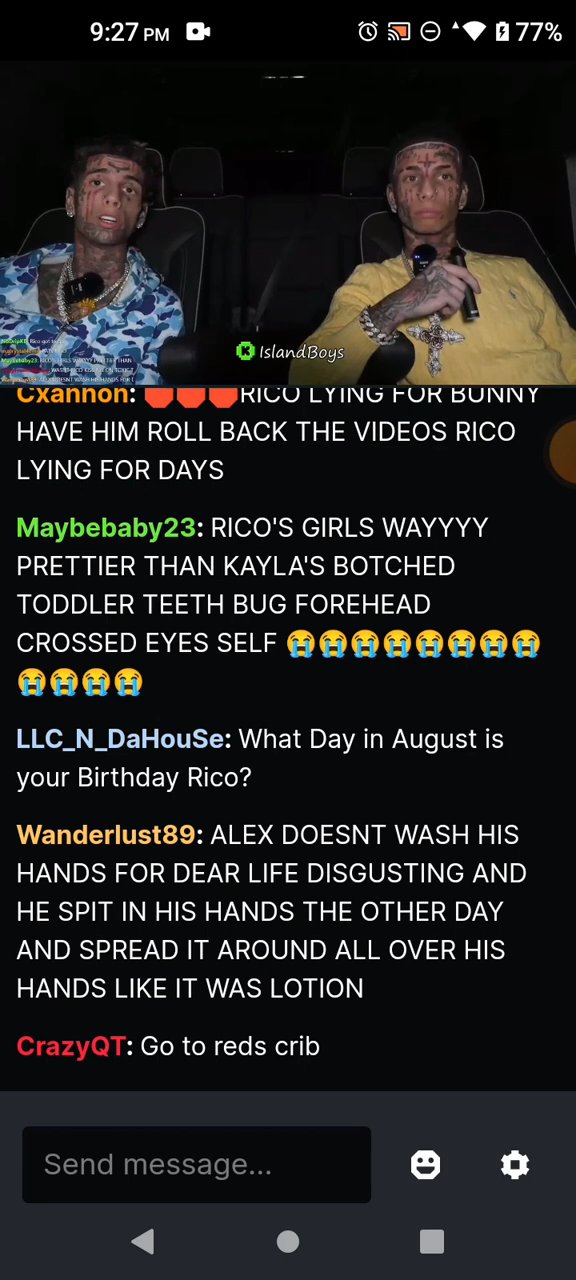 9:27 PM
77%
IslandBoys
Cxannon: 🛑🛑🛑RICO LYING FOR BUNNY
HAVE HIM ROLL BACK THE VIDEOS RICO
LYING FOR DAYS
Maybebaby23: RICO'S GIRLS WAYYYY
PRETTIER THAN KAYLA'S BOTCHED
TODDLER TEETH BUG FOREHEAD
CROSSED EYES SELF 😭😭😭😭😭😭😭😭
😭😭😭😭
LLC_N_DaHouSe: What Day in August is
your Birthday Rico?
Wanderlust89: ALEX DOESNT WASH HIS
HANDS FOR DEAR LIFE DISGUSTING AND
HE SPIT IN HIS HANDS THE OTHER DAY
AND SPREAD IT AROUND ALL OVER HIS
HANDS LIKE IT WAS LOTION
CrazyQT: Go to reds crib
Send message...